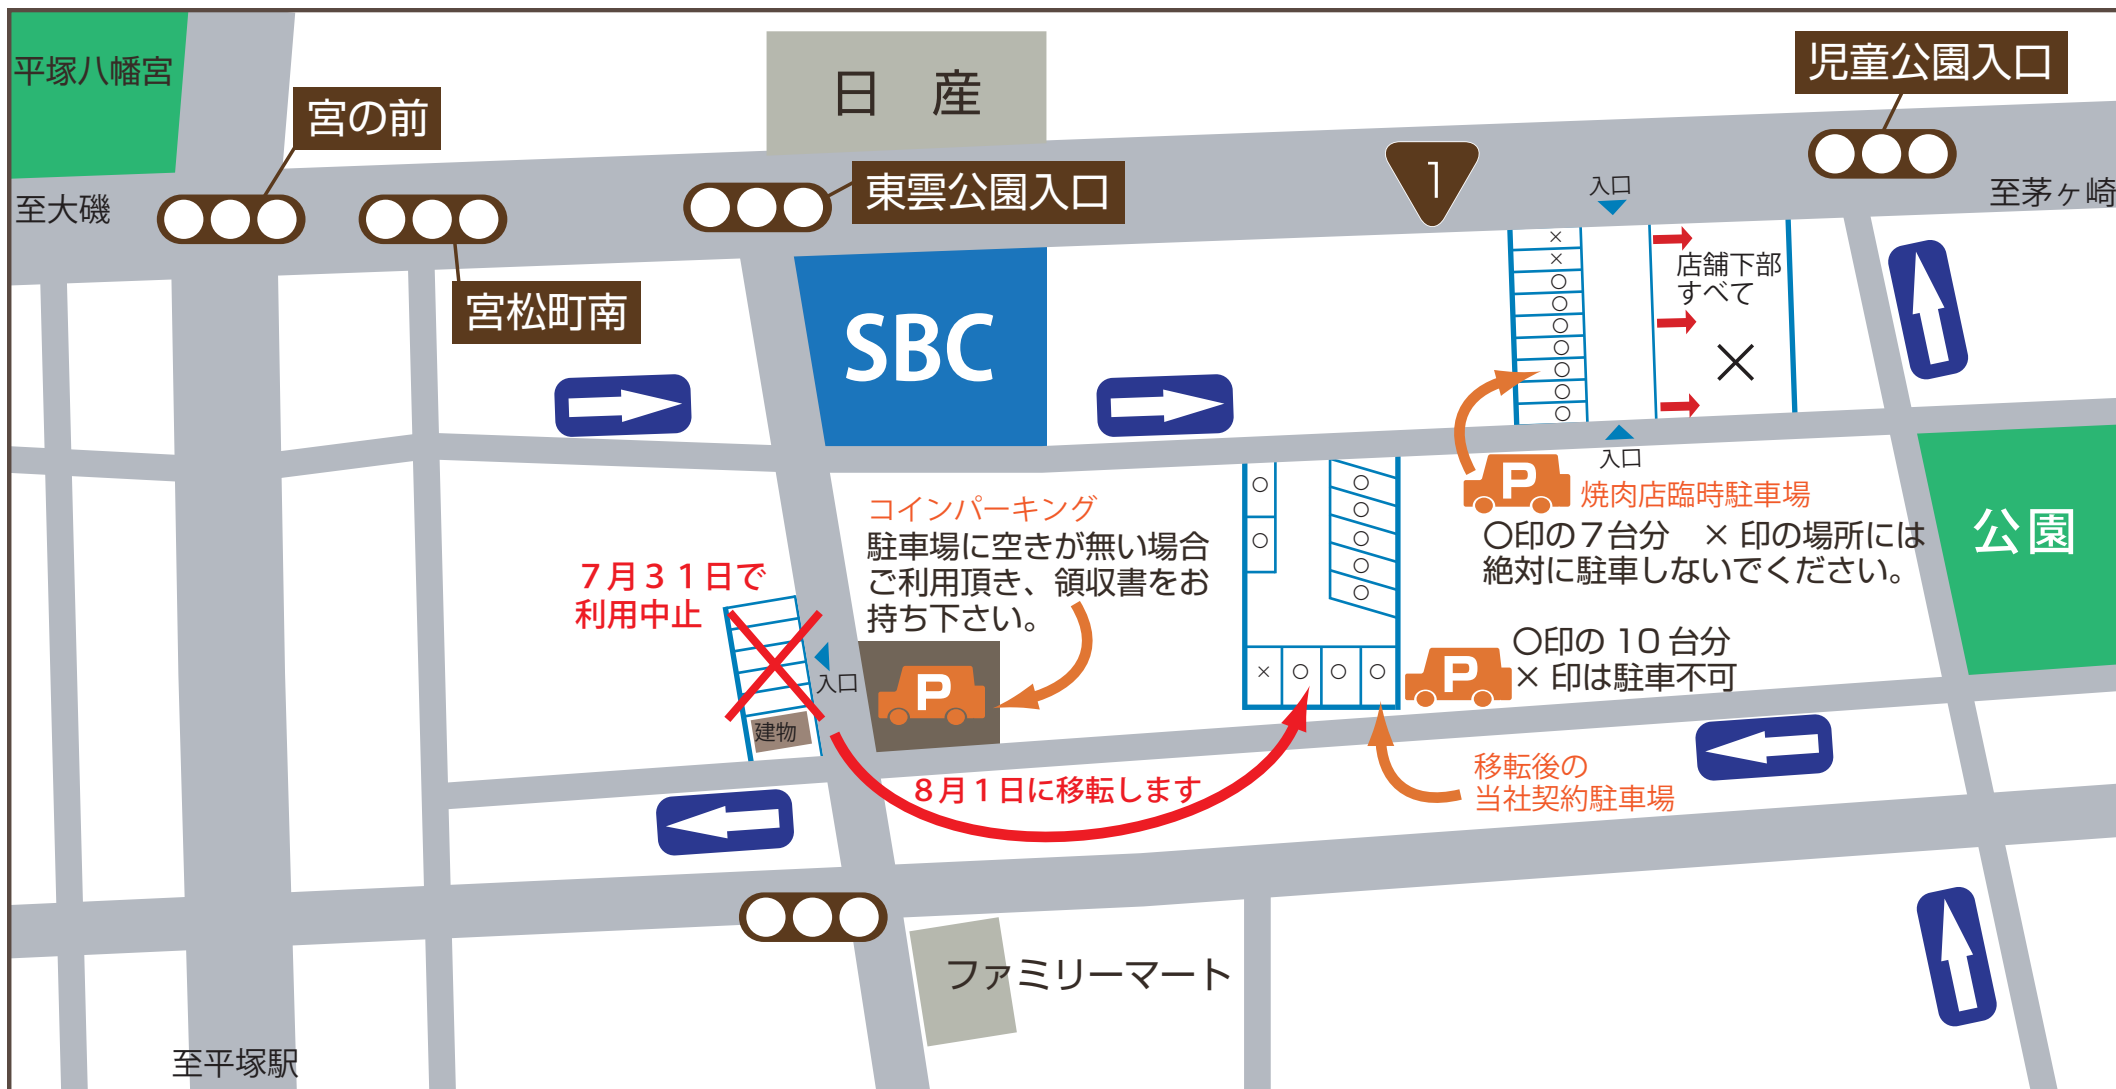 平塚八幡宮
宮の前
日 産
児童公園入口
至大磯
東雲公園入口
1
入口
至茅ヶ崎
宮松町南
SBC
×
×
○
○
○
○
○
○
○
店舗下部
すべて
×
入口
コインパーキング
駐車場に空きが無い場合
ご利用頂き、領収書をお
持ち下さい。
○
○
○
○
○
○
○
P
焼肉店臨時駐車場
○印の7台分 ×印の場所には
絶対に駐車しないでください。
公園
7月31日で
利用中止
入口
建物
P
× ○ ○ ○
P
○印の10台分
×印は駐車不可
8月1日に移転します
移転後の
当社契約駐車場
ファミリーマート
至平塚駅